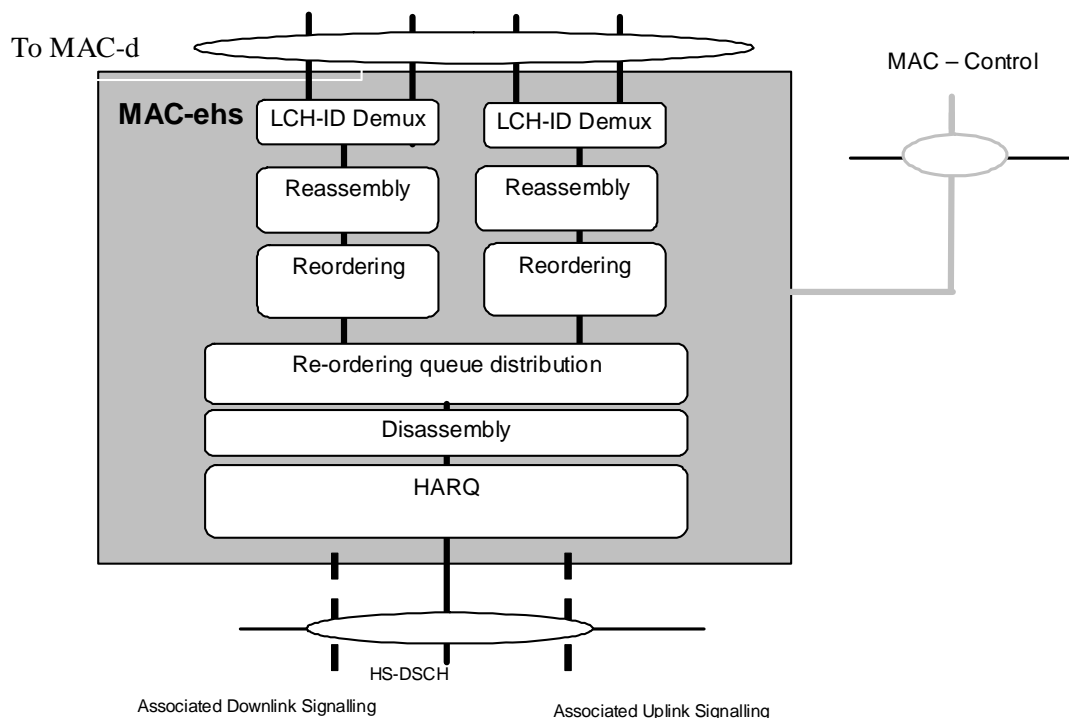 To MAC-d
MAC – Control
MAC-ehs
LCH-ID Demux
LCH-ID Demux
Reassembly
Reassembly
Reordering
Reordering
Re-ordering queue distribution
Disassembly
HARQ
HS-DSCH
Associated Downlink Signalling
Associated Uplink Signalling